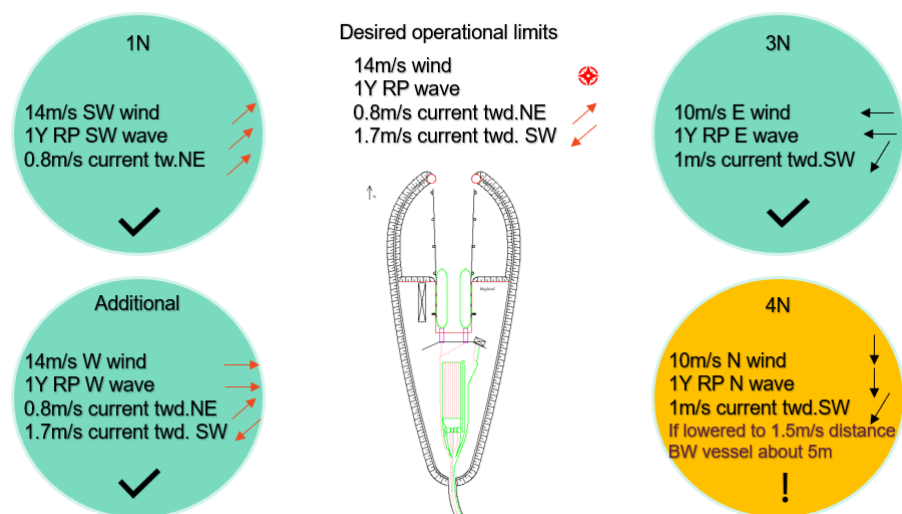 1N
14m/s SW wind
1Y RP SW wave
0.8m/s current tw.NE
Desired operational limits
14m/s wind
1Y RP wave
0.8m/s current twd.NE
1.7m/s current twd. SW
3N
10m/s E wind
1Y RP E wave
1m/s current twd.SW
Additional
14m/s W wind
1Y RP W wave
0.8m/s current twd.NE
1.7m/s current twd. SW
4N
10m/s N wind
1Y RP N wave
1m/s current twd.SW
If lowered to 1.5m/s distance
BW vessel about 5m
!